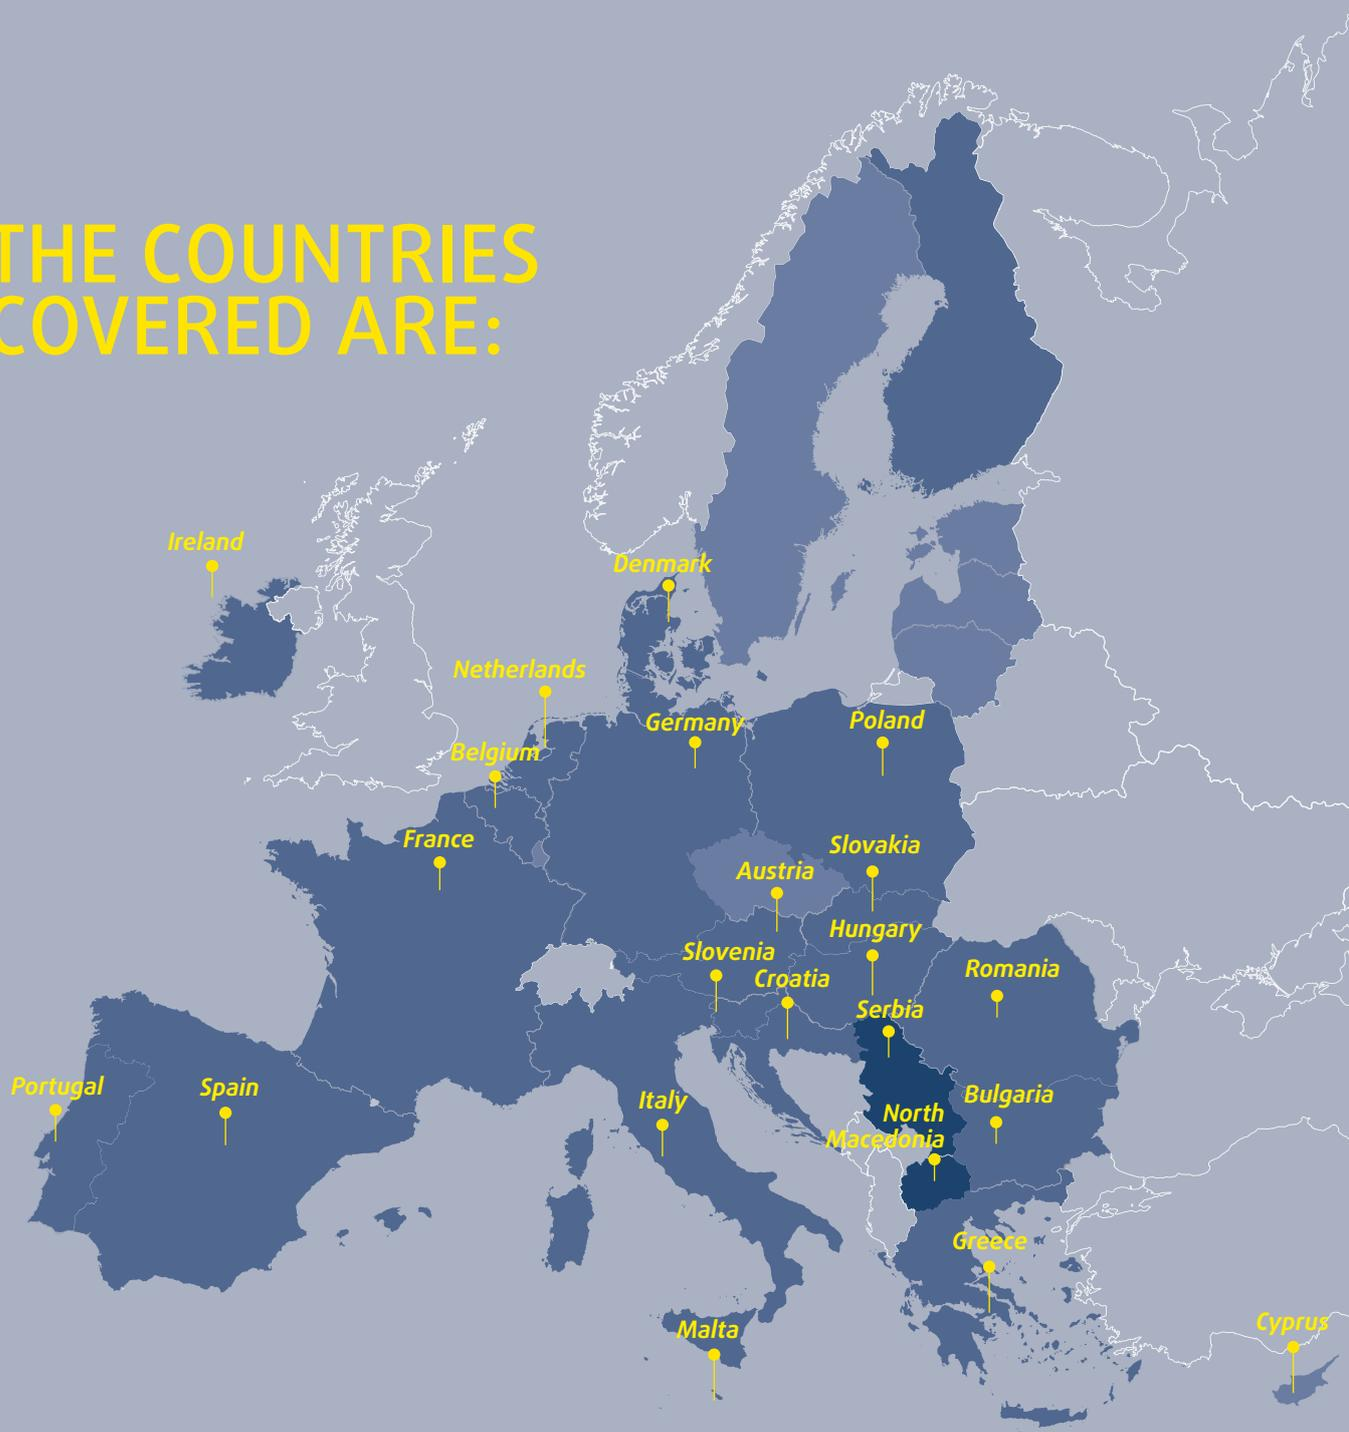 THE COUNTRIES
COVERED ARE:
Ireland
Denmark
Netherlands
Germany
Poland
Belgium
France
Slovakia
Austria
Hungary
Slovenia
Croatia
Romania
Serbia
Portugal
Spain
Italy
Bulgaria
North
Macedonia
Greece
Malta
Cyprus